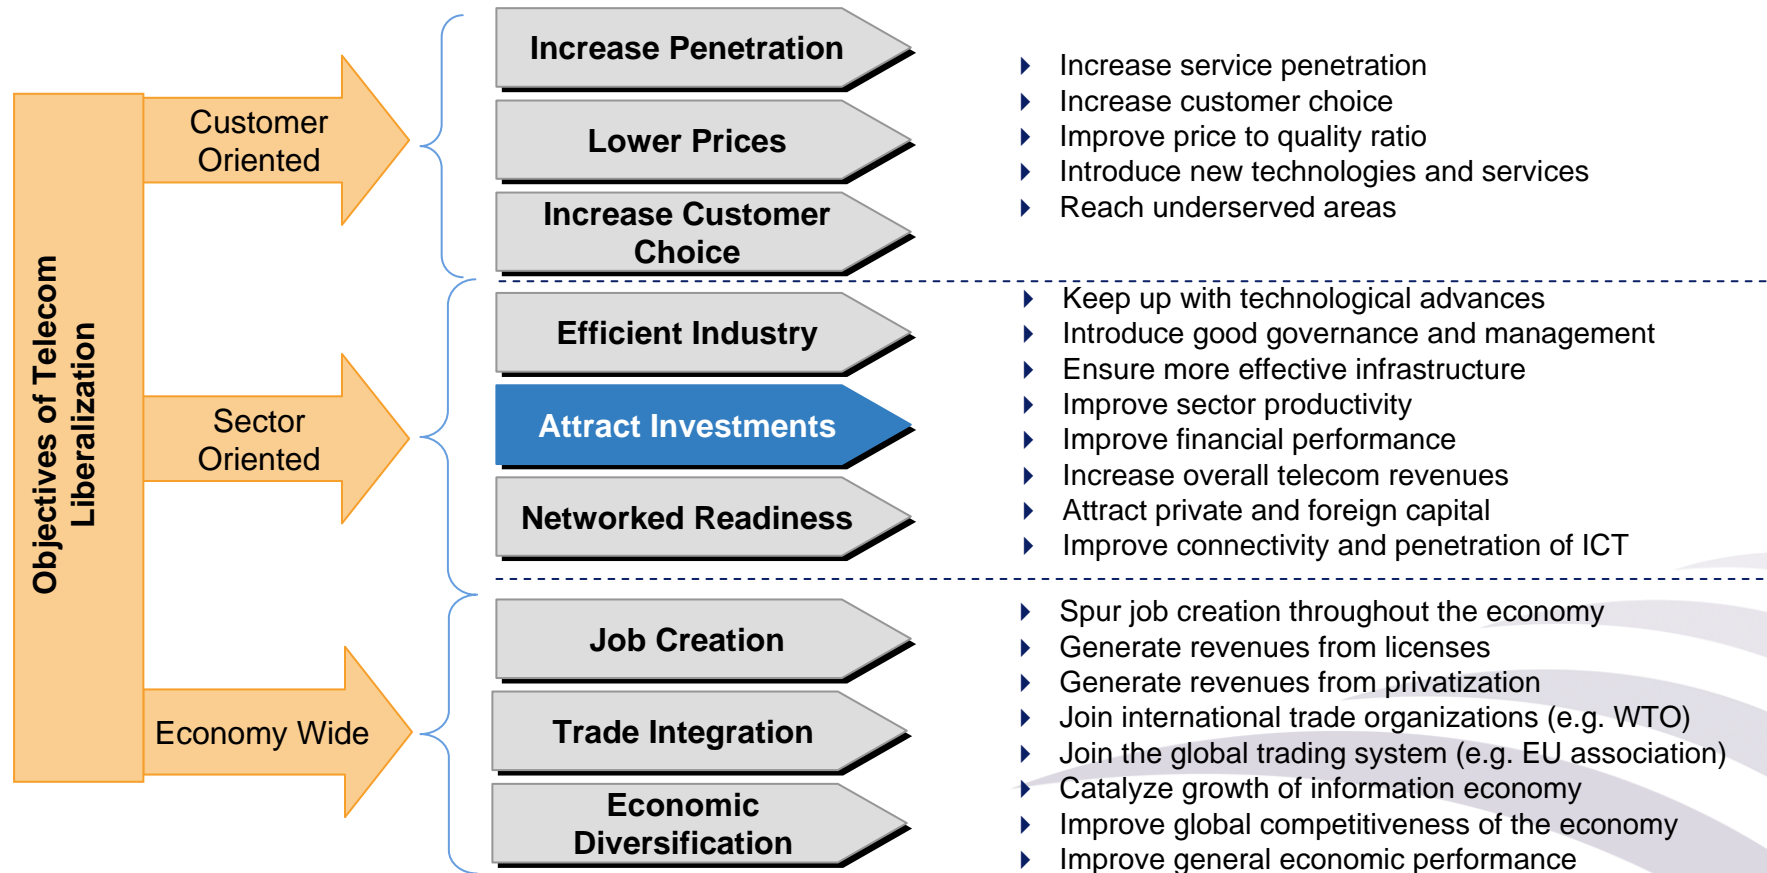 Objectives of Telecom
Liberalization
Customer
Oriented
Increase Penetration
Lower Prices
Increase Customer
Choice
Increase service penetration
Increase customer choice
Improve price to quality ratio
Introduce new technologies and services
Reach underserved areas
Sector
Oriented
Efficient Industry
Attract Investments
Networked Readiness
Keep up with technological advances
Introduce good governance and management
Ensure more effective infrastructure
Improve sector productivity
Improve financial performance
Increase overall telecom revenues
Attract private and foreign capital
Improve connectivity and penetration of ICT
Economy Wide
Job Creation
Trade Integration
Economic
Diversification
Spur job creation throughout the economy
Generate revenues from licenses
Generate revenues from privatization
Join international trade organizations (e.g. WTO)
Join the global trading system (e.g. EU association)
Catalyze growth of information economy
Improve global competitiveness of the economy
Improve general economic performance